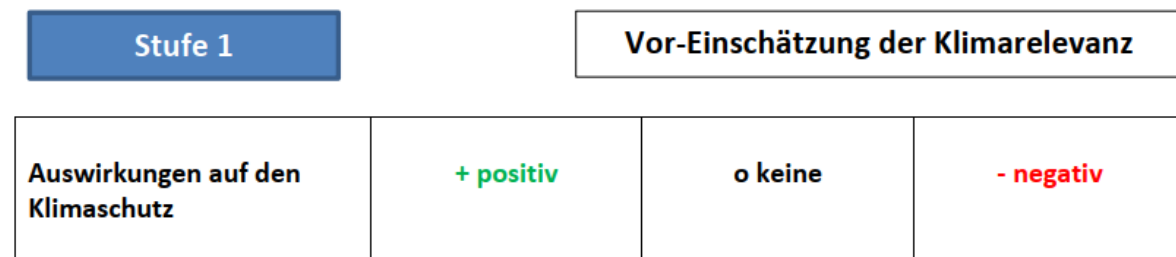 Stufe 1
Vor-Einschätzung der Klimarelevanz
Auswirkungen auf den
Klimaschutz
+ positiv
o keine
- negativ